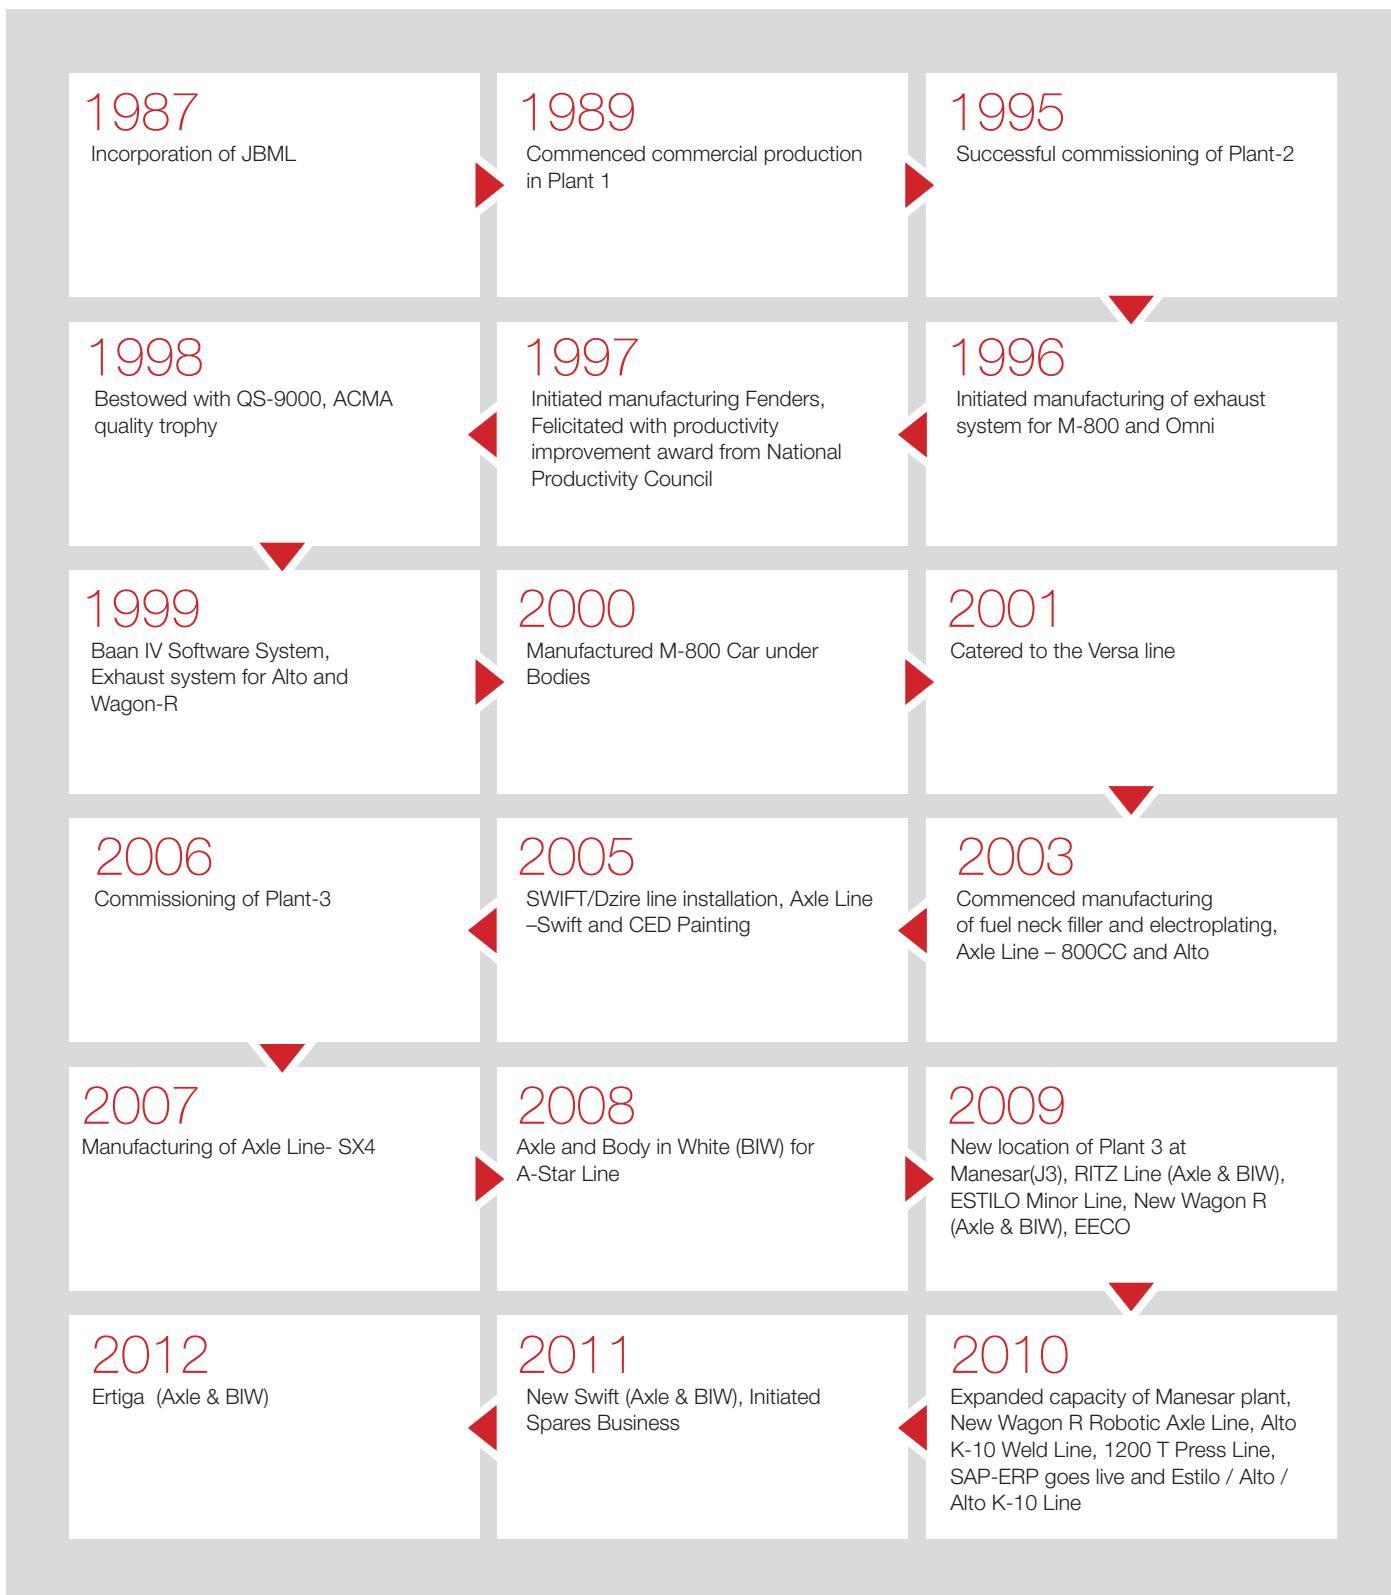 1987
Incorporation of JBML
1989
Commenced commercial production
in Plant 1
1995
Successful commissioning of Plant-2
1996
Initiated manufacturing of exhaust
system for M-800 and Omni
1997
Initiated manufacturing Fenders,
Felicitated with productivity
improvement award from National
Productivity Council
1998
Bestowed with QS-9000, ACMA
quality trophy
1999
Baan IV Software System,
Exhaust system for Alto and
Wagon-R
2000
Manufactured M-800 Car under
Bodies
2001
Catered to the Versa line
2003
Commenced manufacturing
of fuel neck filler and electroplating,
Axle Line – 800CC and Alto
2005
SWIFT/Dzire line installation, Axle Line
–Swift and CED Painting
2006
Commissioning of Plant-3
2007
Manufacturing of Axle Line- SX4
2008
Axle and Body in White (BIW) for
A-Star Line
2009
New location of Plant 3 at
Manesar(J3), RITZ Line (Axle & BIW),
ESTILO Minor Line, New Wagon R
(Axle & BIW), EECO
2010
Expanded capacity of Manesar plant,
New Wagon R Robotic Axle Line, Alto
K-10 Weld Line, 1200 T Press Line,
SAP-ERP goes live and Estilo / Alto /
Alto K-10 Line
2011
New Swift (Axle & BIW), Initiated
Spares Business
2012
Ertiga  (Axle & BIW)